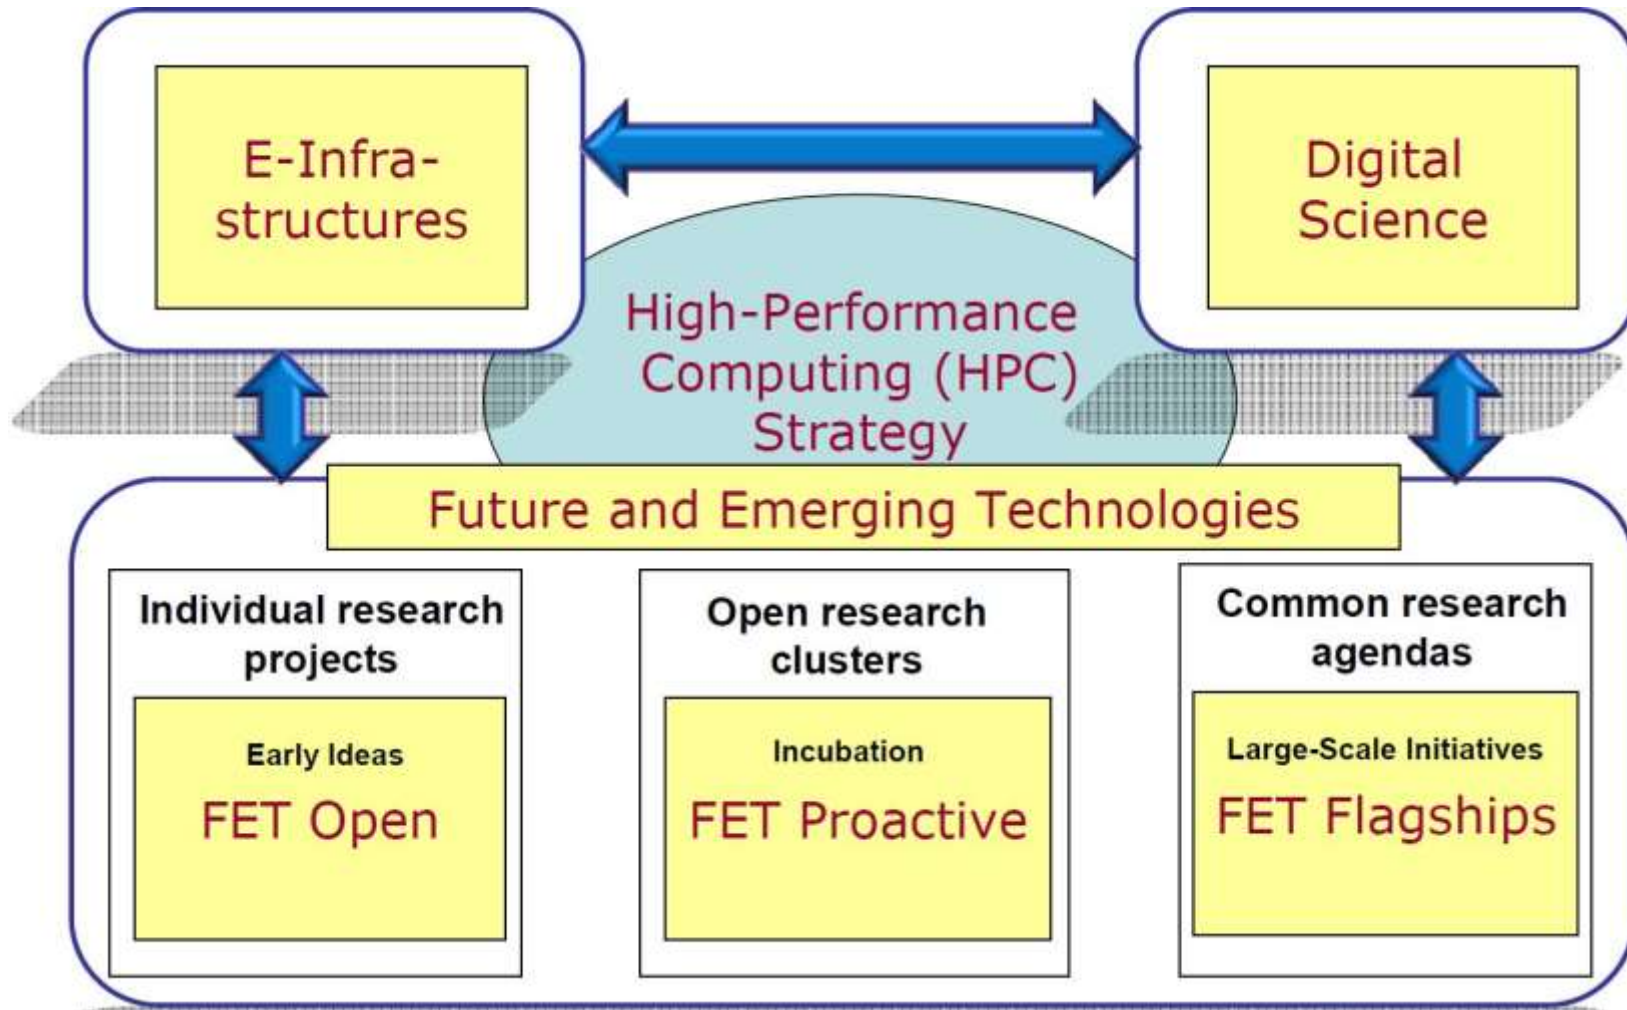 E-Infra-
structures
Digital
Science
High-Performance
Computing (HPC)
Strategy
Future and Emerging Technologies
Individual research
projects
Early Ideas
FET Open
Open research
clusters
Incubation
FET Proactive
Common research
agendas
Large-Scale Initiatives
FET Flagships